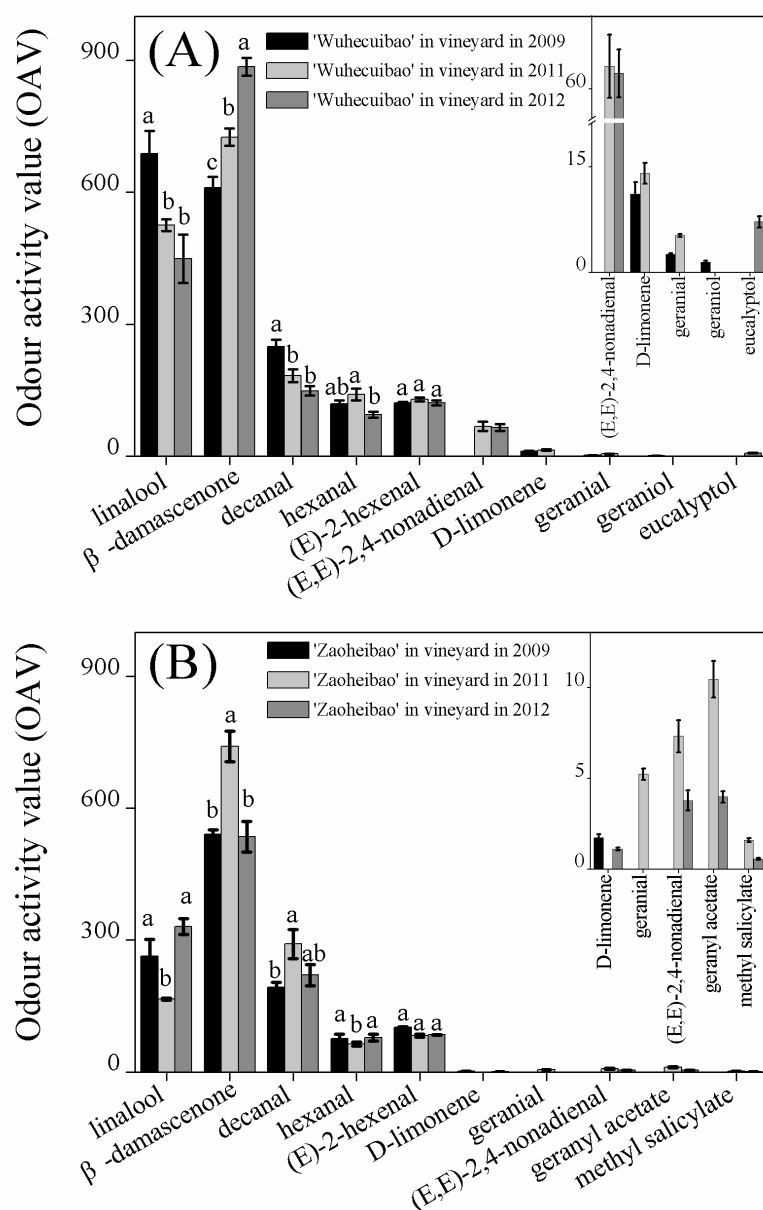 (A)
'Wuhecuibao' in vineyard in 2009
'Wuhecuibao' in vineyard in 2011
'Wuhecuibao' in vineyard in 2012
Odour activity value (OAV)
900
600
300
0
a
b
b
c
b
a
a
b
b
ab
a
b
a
a
a
linalool
β -damascenone
decanal
hexanal
(E)-2-hexenal
(E,E)-2,4-nonadienal
D-limonene
geranial
geraniol
eucalyptol
60
15
0
(E,E)-2,4-nonadienal
D-limonene
geranial
geraniol
eucalyptol
(B)
'Zaoheibao' in vineyard in 2009
'Zaoheibao' in vineyard in 2011
'Zaoheibao' in vineyard in 2012
Odour activity value (OAV)
900
600
300
0
a
b
a
b
a
b
b
a
ab
a
b
a
a
a
a
linalool
β -damascenone
decanal
hexanal
(E)-2-hexenal
D-limonene
geranial
(E,E)-2,4-nonadienal
geranyl acetate
methyl salicylate
10
5
0
D-limonene
geranial
(E,E)-2,4-nonadienal
geranyl acetate
methyl salicylate